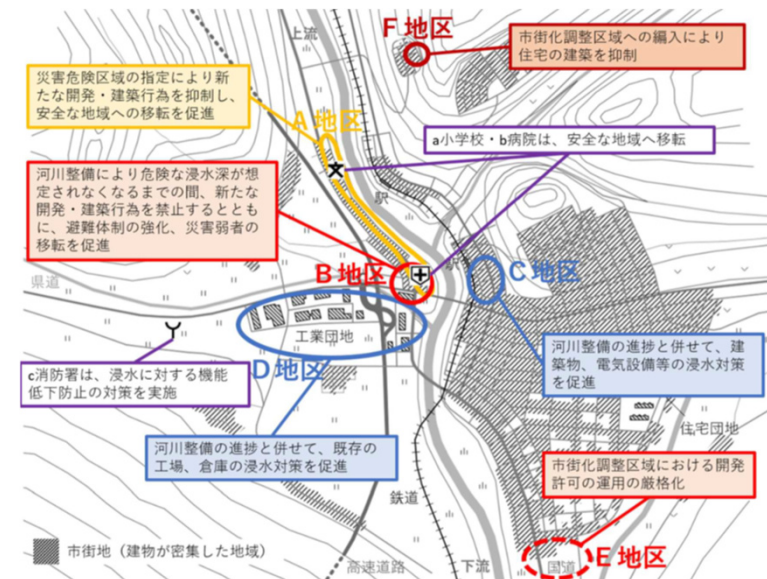 上流
F地区
市街化調整区域への編入により
住宅の建築を抑制
災害危険区域の指定により新
たな開発・建築行為を抑制し、
安全な地域への移転を促進
A地区
a小学校・b病院は、安全な地域へ移転
河川整備により危険な浸水深が想
定されなくなるまでの間、新たな
開発・建築行為を禁止するととも
に、避難体制の強化、災害弱者の
移転を促進
駅
B地区
C地区
県道
工業団地
河川整備の進捗と併せて、建
築物、電気設備等の浸水対策
を促進
c消防署は、浸水に対する機能
低下防止の対策を実施
D地区
住宅団地
河川整備の進捗と併せて、既存の
工場、倉庫の浸水対策を促進
市街化調整区域における開発
許可の運用の厳格化
鉄道
市街地（建物が密集した地域）
高速道路
下流
国道
E地区